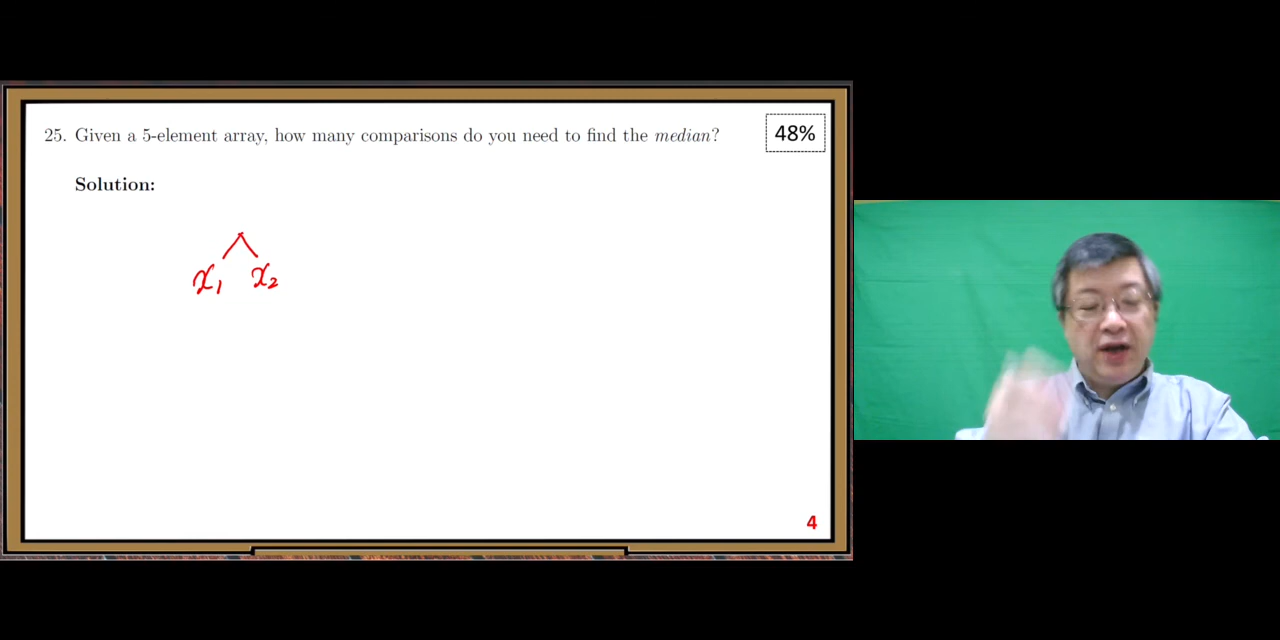 25. Given a 5-element array, how many comparisons do you need to find the median?
48%
Solution:
x₁ x₂
4